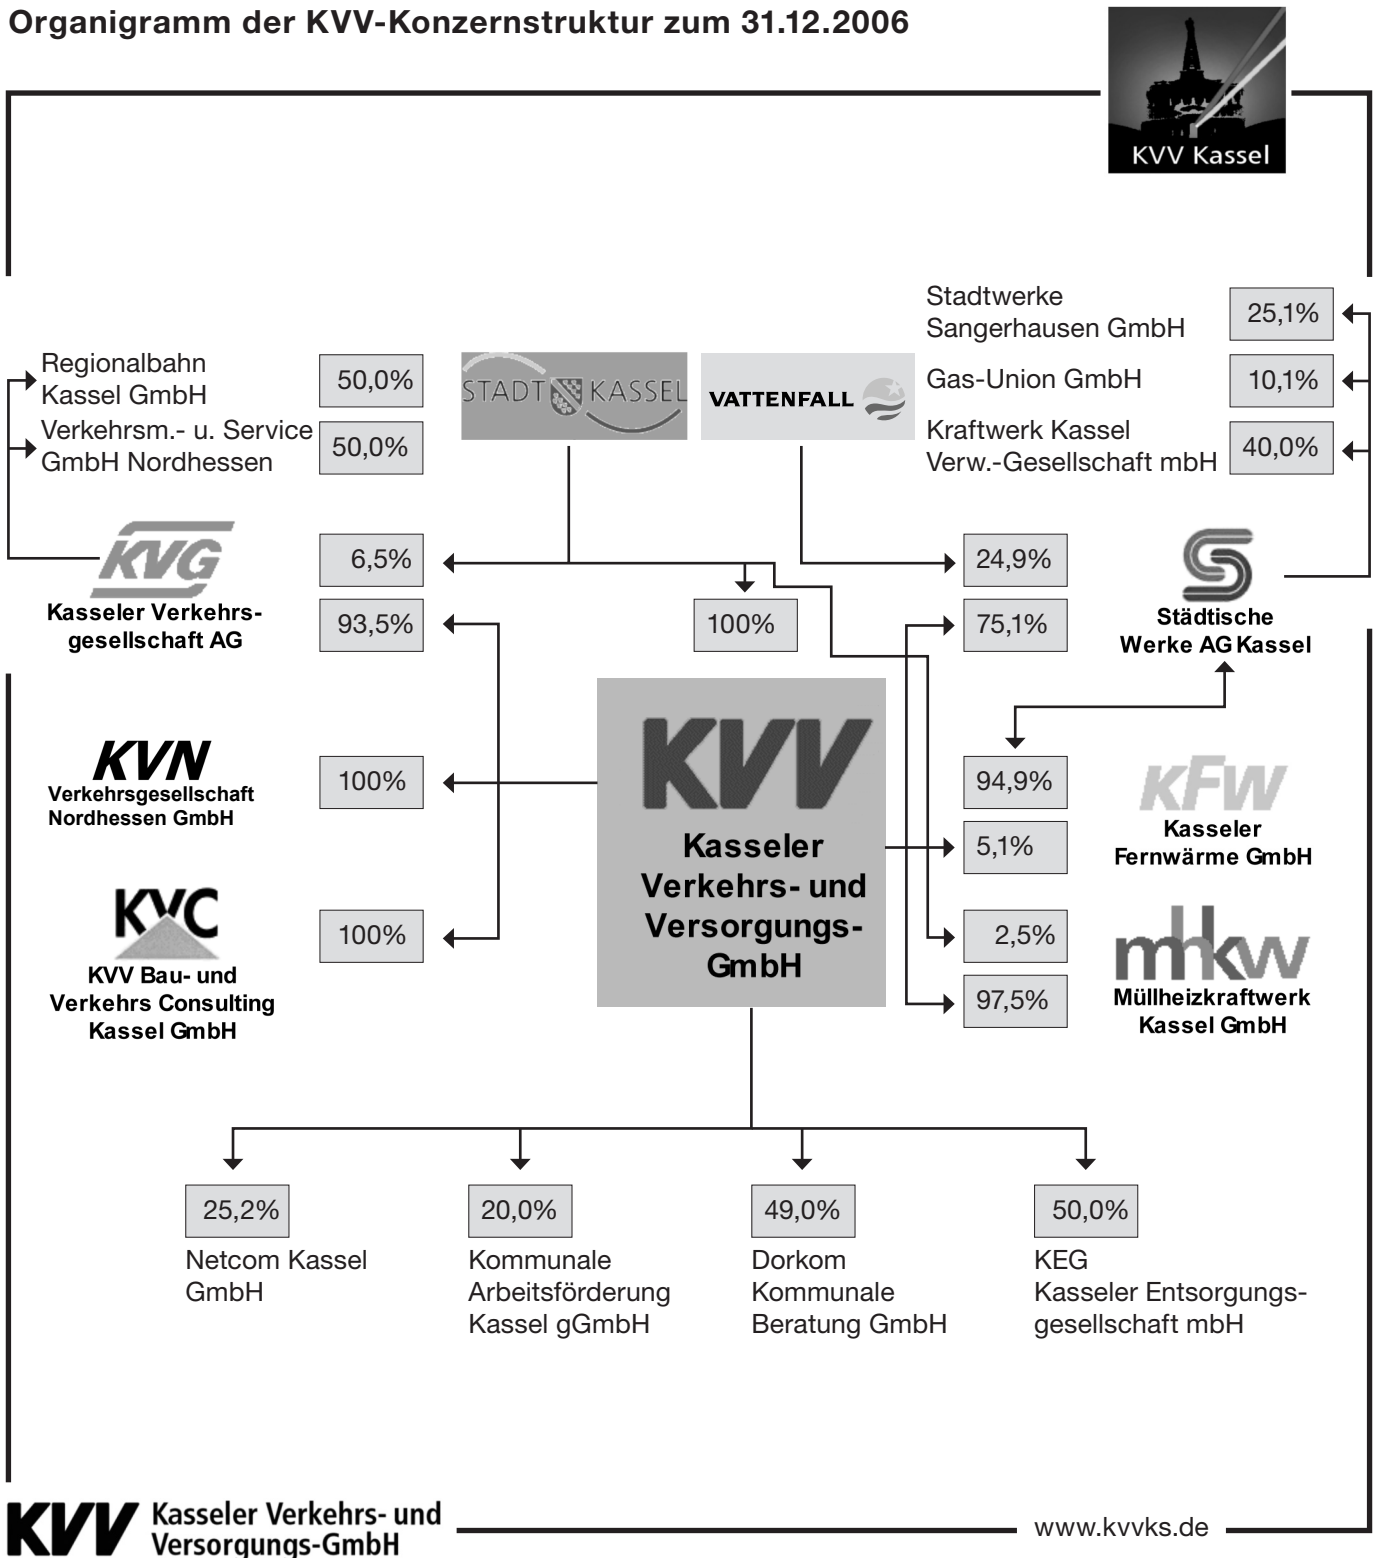 Organigramm der KVV-Konzernstruktur zum 31.12.2006
KVV Kassel
Stadtwerke
Sangerhausen GmbH
25,1%
Regionalbahn
Kassel GmbH
50,0%
STADT KASSEL
VATTENFALL
Gas-Union GmbH
10,1%
Verkehrsm.- u. Service
GmbH Nordhessen
50,0%
Kraftwerk Kassel
Verw.-Gesellschaft mbH
40,0%
KVG
Kasseler Verkehrs-
gesellschaft AG
6,5%
93,5%
100%
24,9%
75,1%
Städtische
Werke AG Kassel
KVN
Verkehrsgesellschaft
Nordhessen GmbH
100%
KVV
Kasseler
Verkehrs- und
Versorgungs-
GmbH
94,9%
5,1%
KFW
Kasseler
Fernwärme GmbH
KVC
KVV Bau- und
Verkehrs Consulting
Kassel GmbH
100%
2,5%
97,5%
mhkw
Müllheizkraftwerk
Kassel GmbH
25,2%
Netcom Kassel
GmbH
20,0%
Kommunale
Arbeitsförderung
Kassel gGmbH
49,0%
Dorkom
Kommunale
Beratung GmbH
50,0%
KEG
Kasseler Entsorgungs-
gesellschaft mbH
KVV Kasseler Verkehrs- und
Versorgungs-GmbH
www.kvvks.de